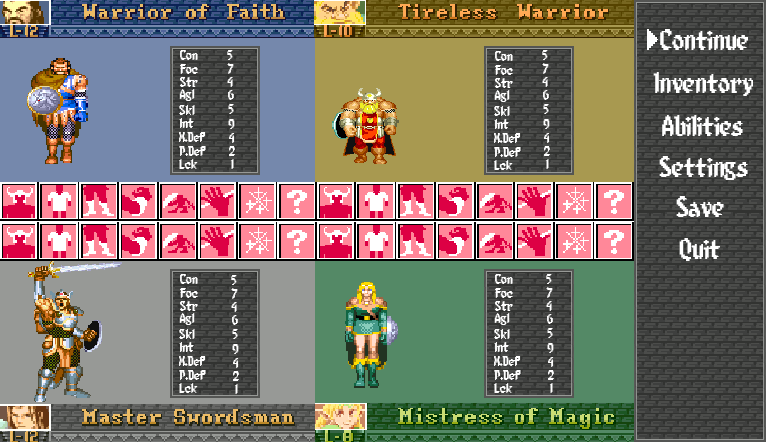 Warrior of Faith
L-12
Con 5
Foc 7
Str 4
Agl 6
Skl 5
Int 9
M.Def 4
P.Def 2
Lck 1
Tireless Warrior
L-10
Con 5
Foc 7
Str 4
Agl 6
Skl 5
Int 9
M.Def 4
P.Def 2
Lck 1
? ?
? ?
Con 5
Foc 7
Str 4
Agl 6
Skl 5
Int 9
M.Def 4
P.Def 2
Lck 1
Master Swordsman
L-12
Con 5
Foc 7
Str 4
Agl 6
Skl 5
Int 9
M.Def 4
P.Def 2
Lck 1
Mistress of Magic
L-8
Continue
Inventory
Abilities
Settings
Save
Quit